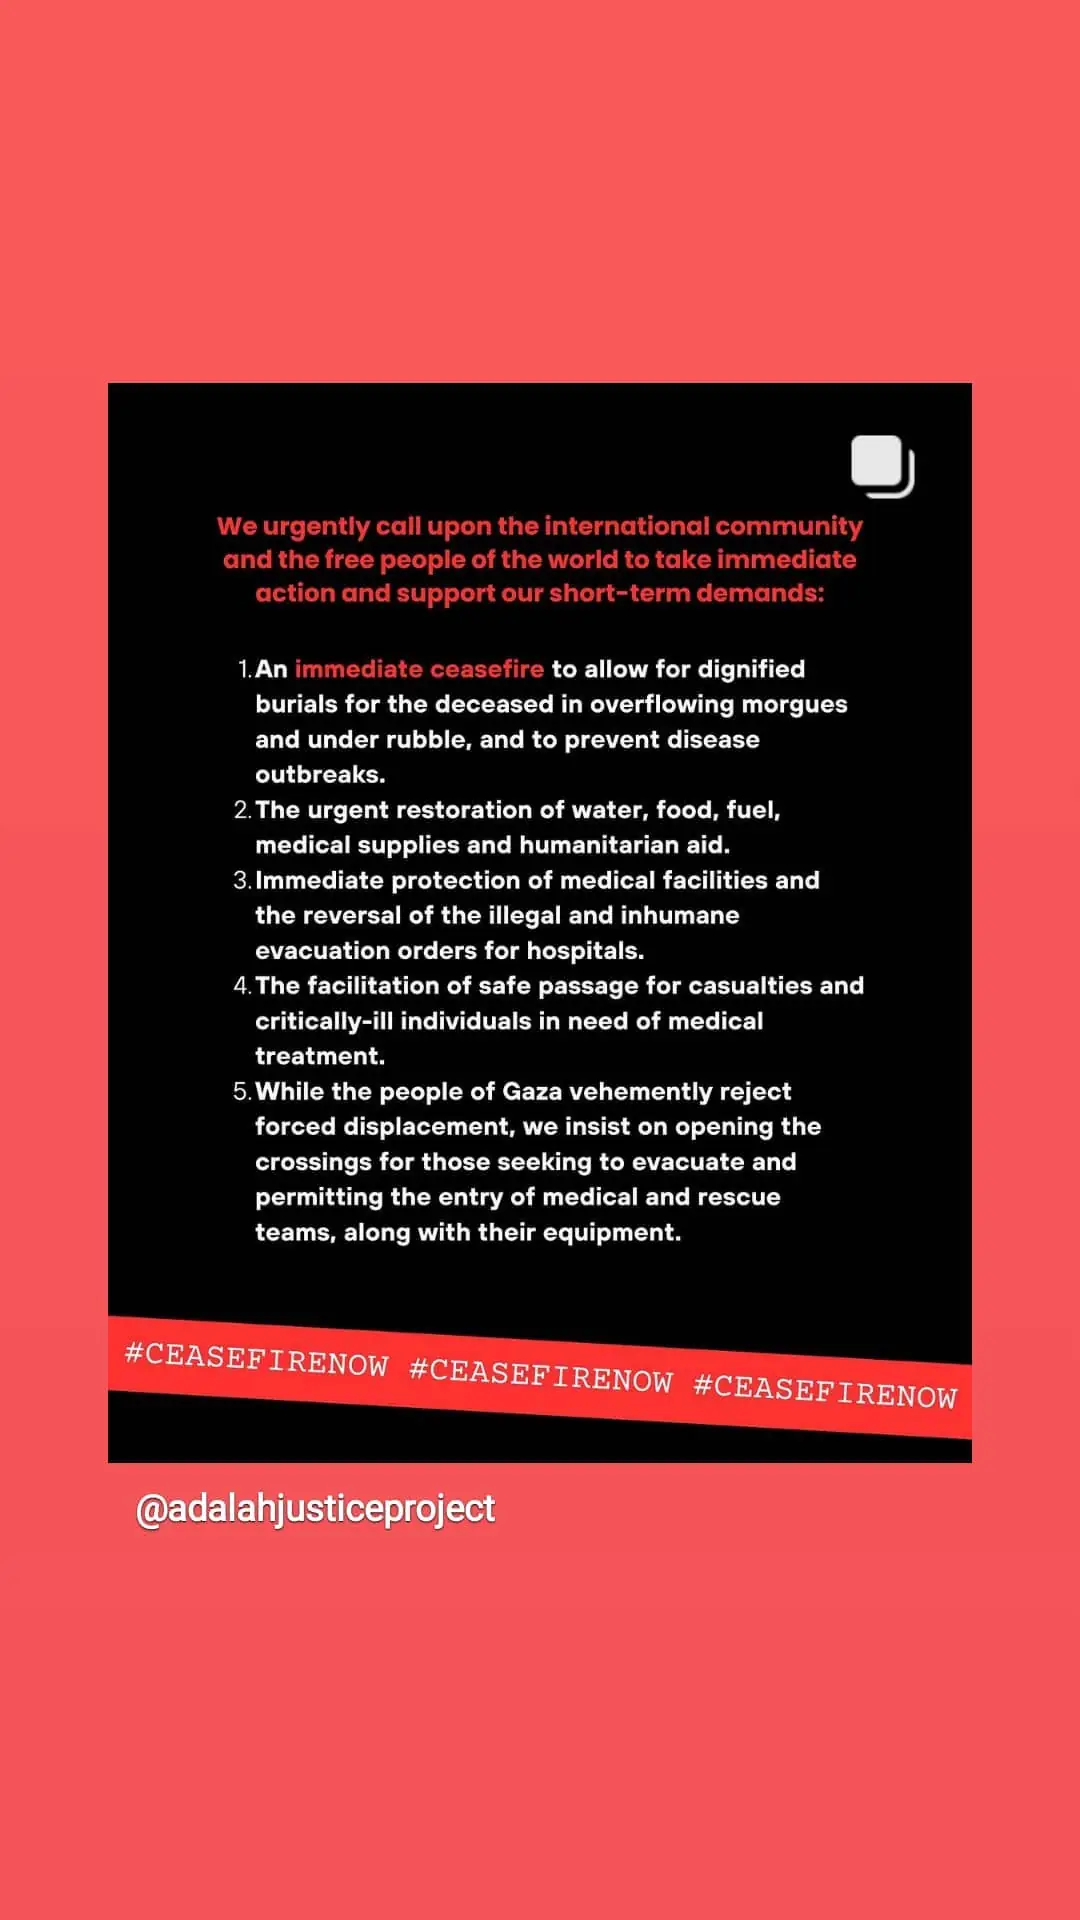 We urgently call upon the international community
and the free people of the world to take immediate
action and support our short-term demands:
1. An immediate ceasefire to allow for dignified
burials for the deceased in overflowing morgues
and under rubble, and to prevent disease
outbreaks.
2. The urgent restoration of water, food, fuel,
medical supplies and humanitarian aid.
3. Immediate protection of medical facilities and
the reversal of the illegal and inhumane
evacuation orders for hospitals.
4. The facilitation of safe passage for casualties and
critically-ill individuals in need of medical
treatment.
5. While the people of Gaza vehemently reject
forced displacement, we insist on opening the
crossings for those seeking to evacuate and
permitting the entry of medical and rescue
teams, along with their equipment.
#CEASEFIRENOW #CEASEFIRENOW #CEASEFIRENOW
@adalahjusticeproject